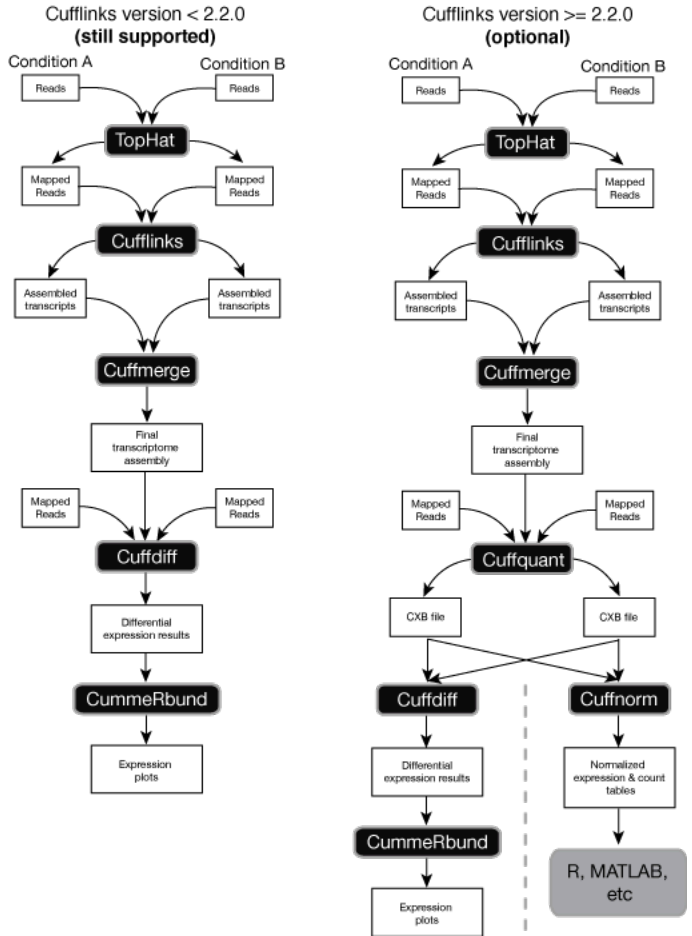 Cufflinks version < 2.2.0
(still supported)
Condition A
Condition B
Reads
Reads
TopHat
Mapped
Reads
Mapped
Reads
Cufflinks
Assembled
transcripts
Assembled
transcripts
Cuffmerge
Final
transcriptome
assembly
Mapped
Reads
Mapped
Reads
Cuffdiff
Differential
expression results
CummeRbund
Expression
plots
Cufflinks version >= 2.2.0
(optional)
Condition A
Condition B
Reads
Reads
TopHat
Mapped
Reads
Mapped
Reads
Cufflinks
Assembled
transcripts
Assembled
transcripts
Cuffmerge
Final
transcriptome
assembly
Mapped
Reads
Mapped
Reads
Cuffquant
CXB file
CXB file
Cuffdiff
Differential
expression results
CummeRbund
Expression
plots
Cuffnorm
Normalized
expression & count
tables
R, MATLAB,
etc